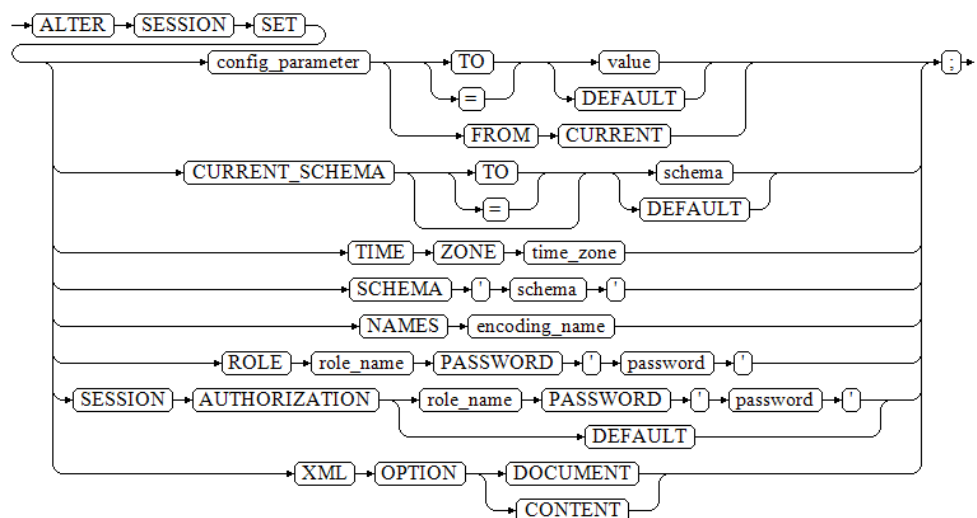 ALTER SESSION SET
config_parameter TO value ;
= DEFAULT
FROM CURRENT
CURRENT_SCHEMA TO schema
= DEFAULT
TIME ZONE time_zone
SCHEMA ' schema '
NAMES encoding_name
ROLE role_name PASSWORD ' password '
SESSION AUTHORIZATION role_name PASSWORD ' password '
DEFAULT
XML OPTION DOCUMENT
CONTENT